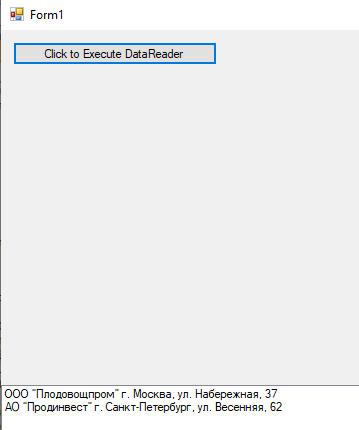 Form1
Click to Execute DataReader
ООО "Плодовощпром" г. Москва, ул. Набережная, 37
АО "Продинвест" г. Санкт-Петербург, ул. Весенняя, 62